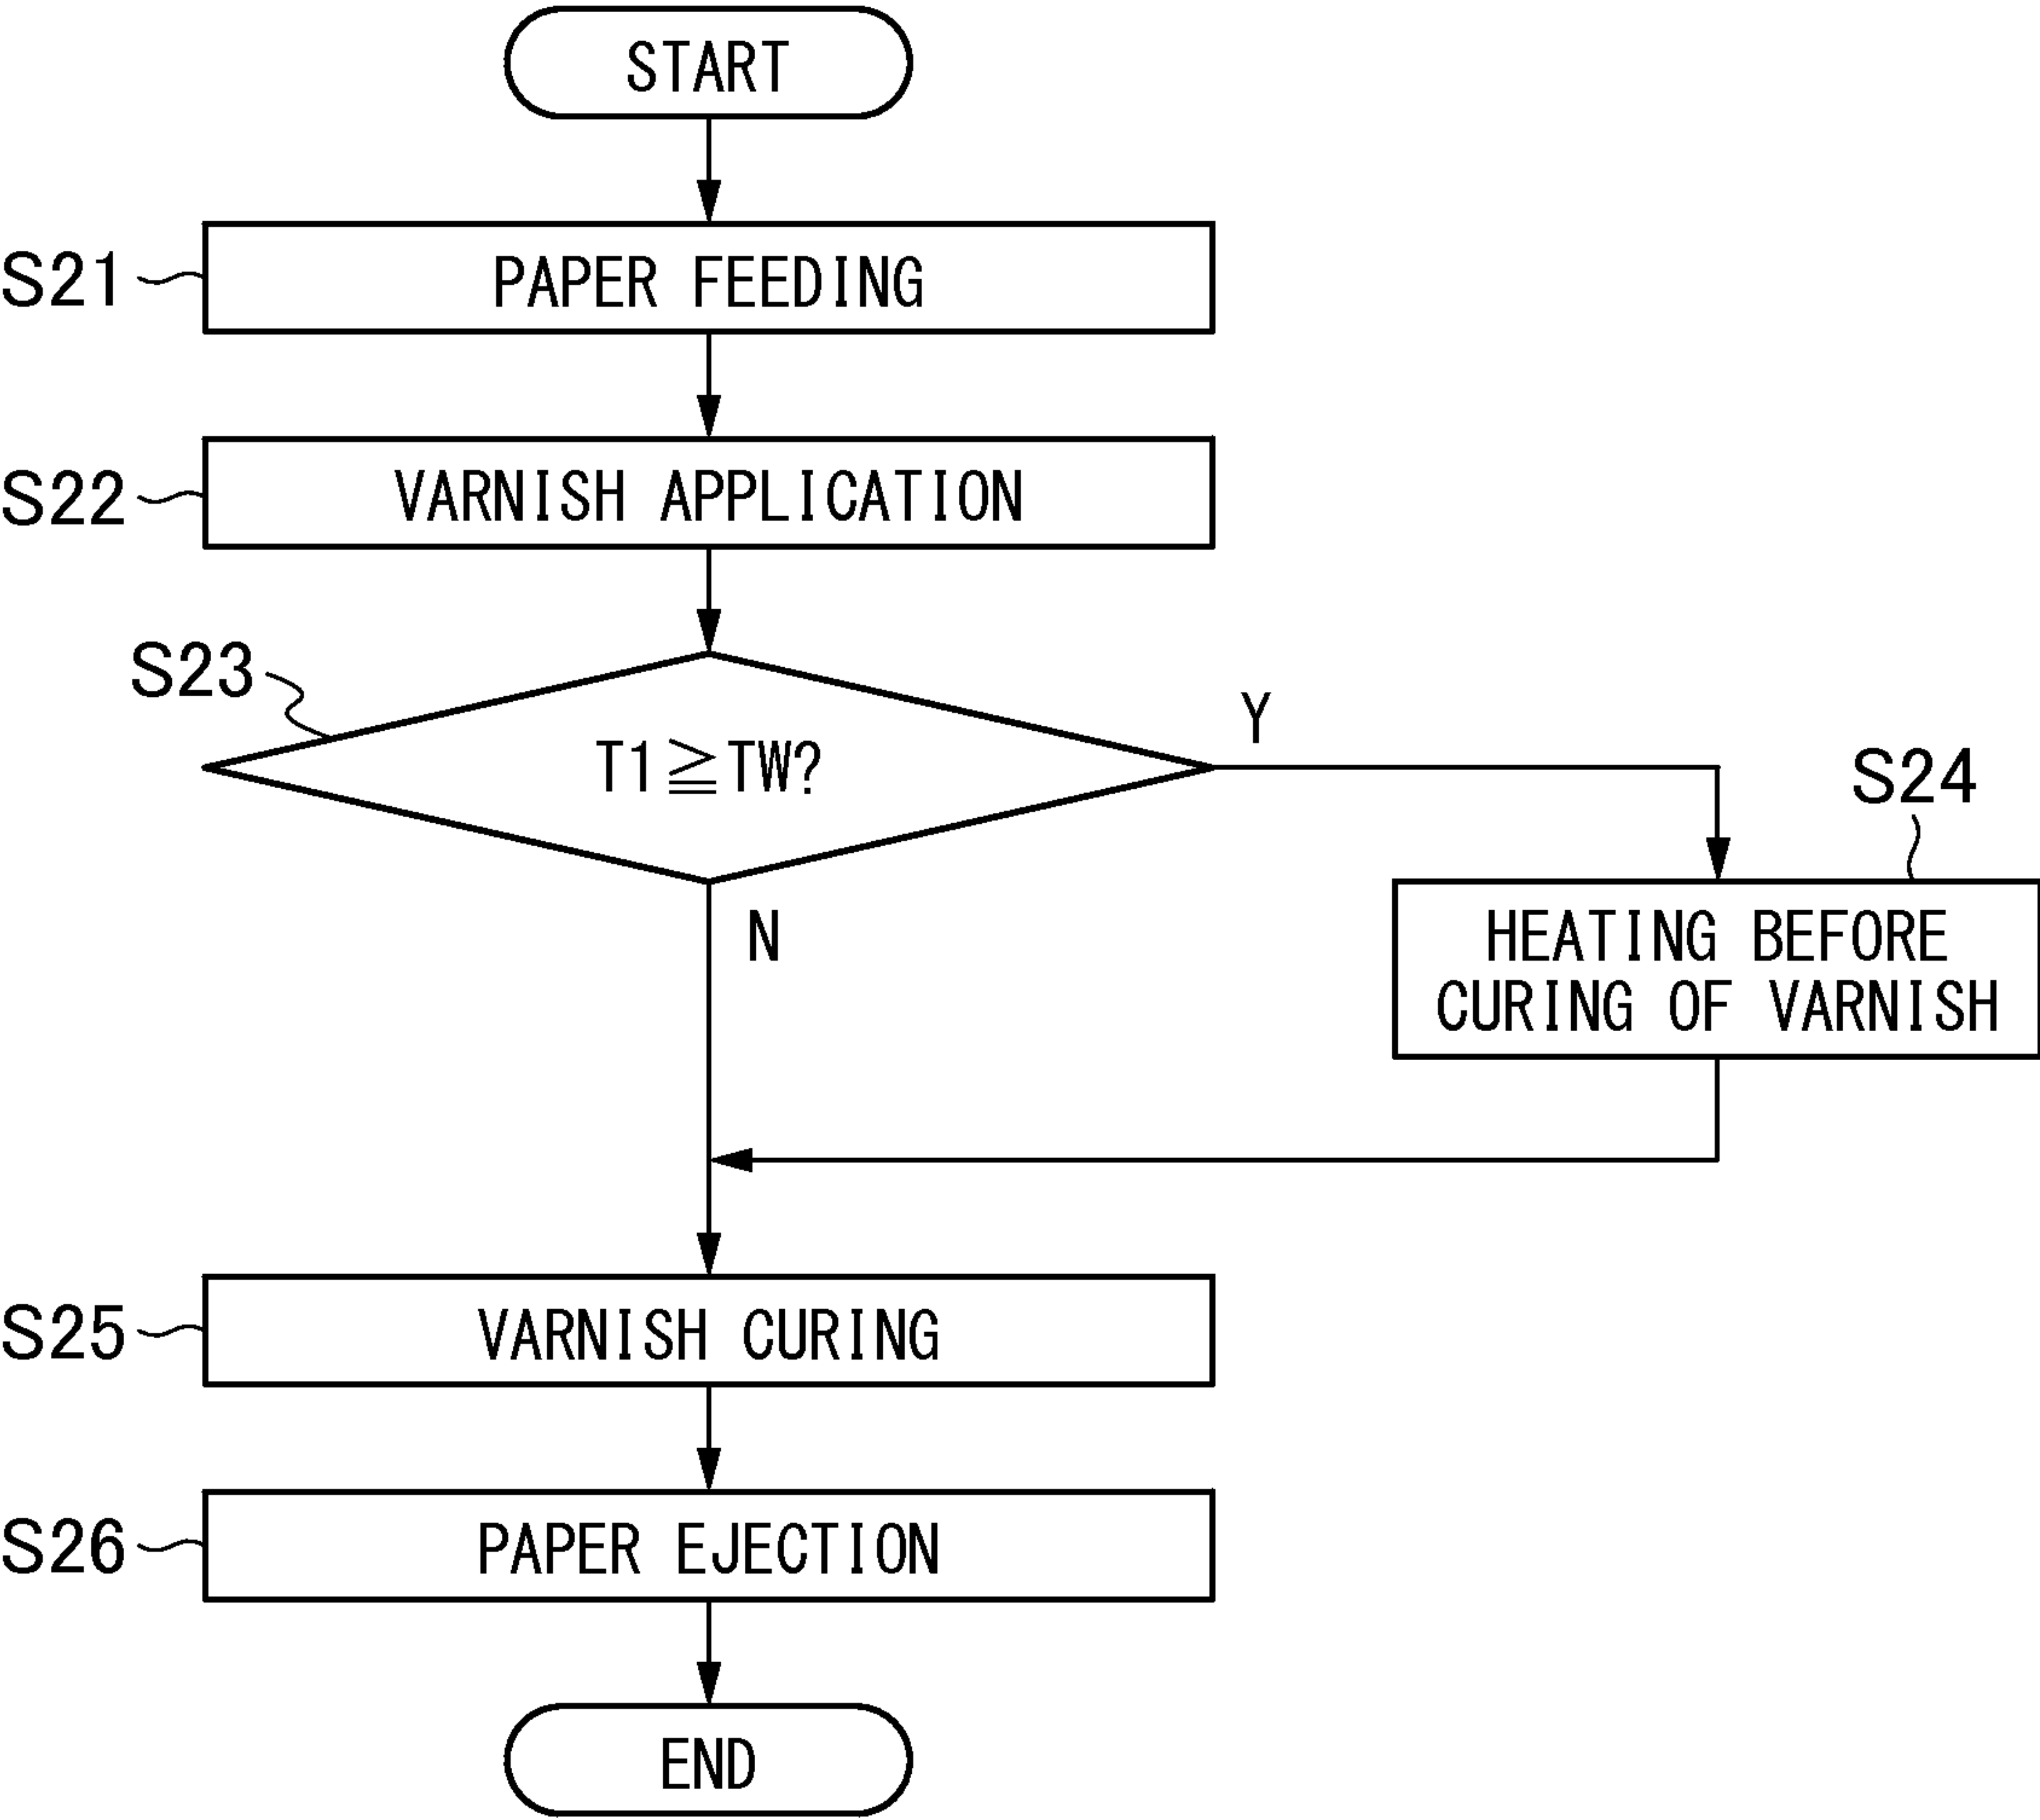 START
S21
PAPER FEEDING
S22
VARNISH APPLICATION
S23
T1≧TW?
Y
N
S24
HEATING BEFORE
CURING OF VARNISH
S25
VARNISH CURING
S26
PAPER EJECTION
END